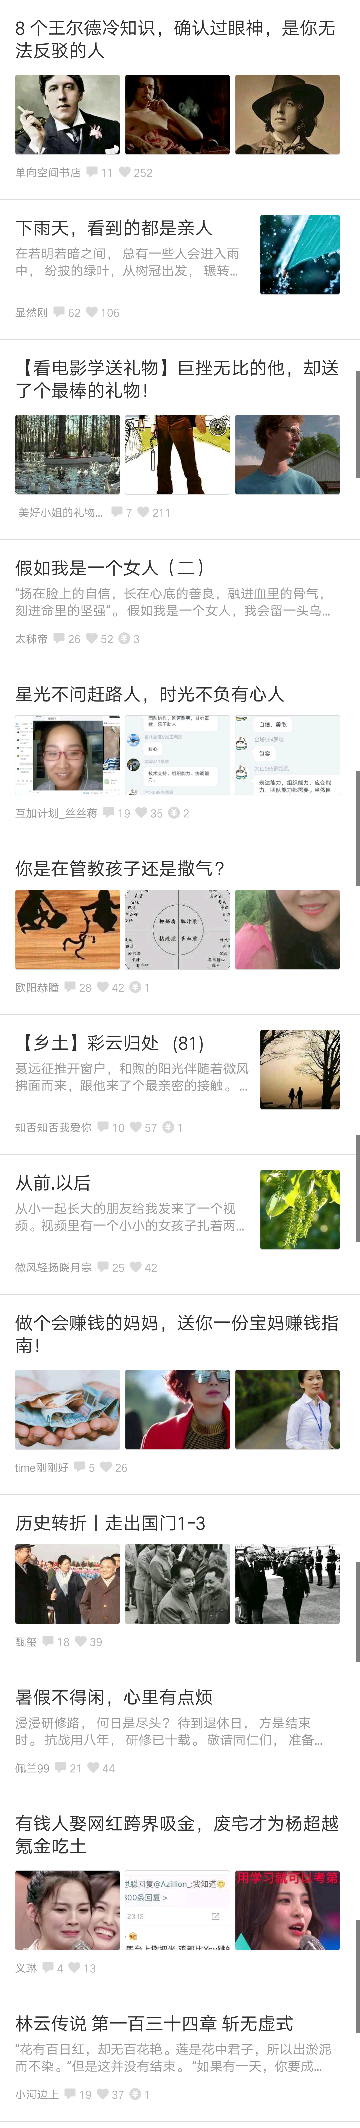 8 个王尔德冷知识，确认过眼神，是你无
法反驳的人
单向空间书店 11 252
下雨天，看到的都是亲人
在若明若暗之间， 总有一些人会进入雨
中， 纷披的绿叶，从树冠出发， 辗转...
显然刚 62 106
【看电影学送礼物】巨挫无比的他，却送
了个最棒的礼物！
美好小姐的礼物... 7 211
假如我是一个女人（二）
“扬在脸上的自信，长在心底的善良，融进血里的骨气，
刻进命里的坚强”。 假如我是一个女人，我会留一头乌...
太秭帝 26 52 3
星光不问赶路人，时光不负有心人
互加计划_丝丝蒋 19 35 2
你是在管教孩子还是撒气？
28 42 1
【乡土】彩云归处 (81)
聂远征推开窗户，和煦的阳光伴随着微风
拂面而来，跟他来了个最亲密的接触。 ...
知否知否我爱你 10 57 1
从前.以后
从小一起长大的朋友给我发来了一个视
频。视频里有一个小小的女孩子扎着两...
微风轻扬晓月寒 25 42
做个会赚钱的妈妈，送你一份宝妈赚钱指
南！
time刚刚好 5 26
历史转折丨走出国门1-3
18 39
暑假不得闲，心里有点烦
漫漫研修路， 何日是尽头？ 待到退休日， 方是结束
时。 抗战用八年， 研修已十载。 敬请同仁们， 准备...
佩兰99 21 44
有钱人娶网红跨界吸金，废宅才为杨超越
氪金吃土
用学习就可以考第
23:13
义琳 4 13
林云传说 第一百三十四章 斩无虚式
“花有百日红，却无百花艳。莲是花中君子，所以出淤泥
而不染。”但是这并没有结束。 “如果有一天，你要成...
小河边上 19 37 1